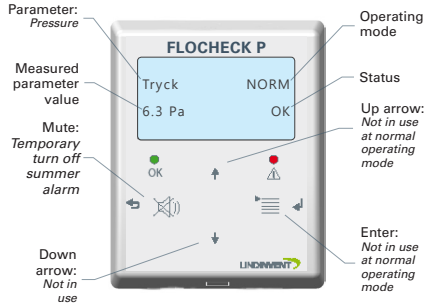 Parameter:
Pressure
Operating
mode
FLOCHECK P
Measured
parameter
value
Tryck NORM
6.3 Pa OK
Status
Mute:
Temporary
turn off
summer
alarm
Up arrow:
Not in use
at normal
operating
mode
OK
Down
arrow:
Not in
use
Enter:
Not in use
at normal
operating
mode
LINDINVENT